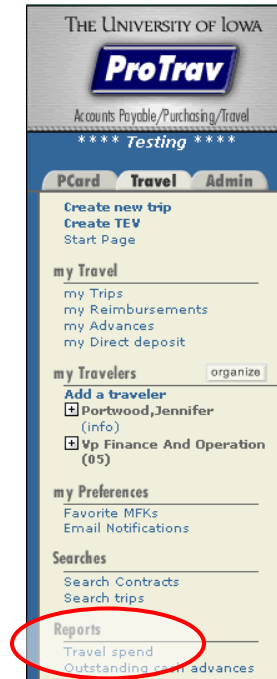 THE UNIVERSITY OF IOWA
ProTrav
Accounts Payable/Purchasing/Travel
**** Testing ****
PCard Travel Admin
Create new trip
Create TEV
Start Page
my Travel
my Trips
my Reimbursements
my Advances
my Direct deposit
my Travelers organize
Add a traveler
+ Portwood,Jennifer
(info)
+ Vp Finance And Operation
(05)
my Preferences
Favorite MFKs
Email Notifications
Searches
Search Contracts
Search trips
Reports
Travel spend
Outstanding cash advances